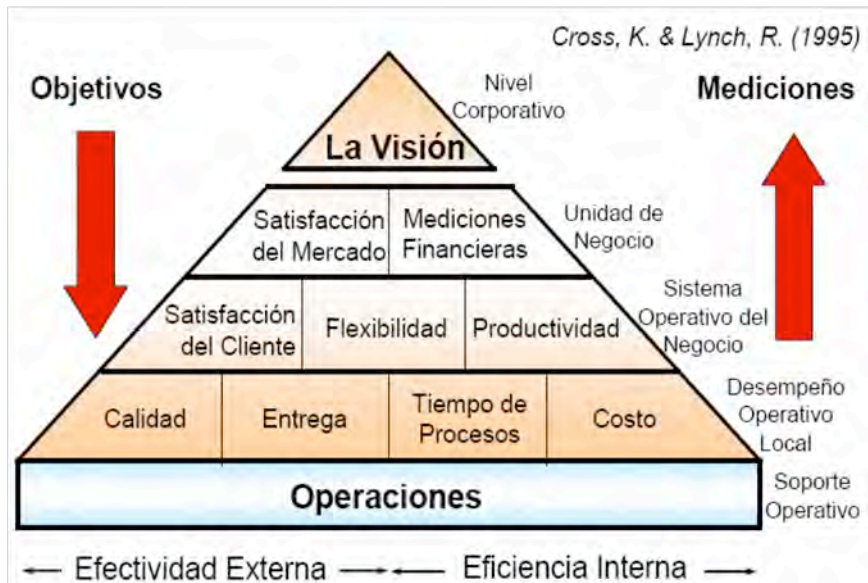 Cross, K. & Lynch, R. (1995)
Objetivos
Mediciones
Nivel
Corporativo
La Visión
Satisfacción
del Mercado
Mediciones
Financieras
Unidad de
Negocio
Satisfacción
del Cliente
Flexibilidad
Productividad
Sistema
Operativo del
Negocio
Calidad
Entrega
Tiempo de
Procesos
Costo
Desempeño
Operativo
Local
Operaciones
Soporte
Operativo
Efectividad Externa
Eficiencia Interna